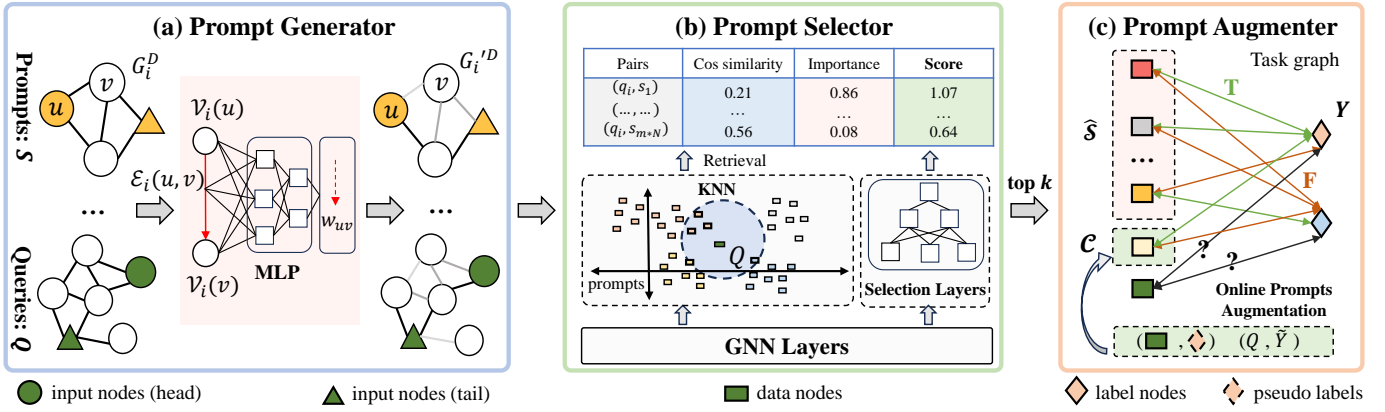 (a) Prompt Generator
Prompts: S
G_i^D
v
u
𝒱_i(u)
ℰ_i(u,v)
𝒱_i(v)
MLP
w_uv
G_i'^D
v
u
...
...
Queries: Q
(b) Prompt Selector
Pairs Cos similarity Importance Score
(q_i, s_1) 0.21 0.86 1.07
(..., ...) ... ... ...
(q_i, s_{m*N}) 0.56 0.08 0.64
Retrieval
KNN
Q
prompts
Selection Layers
GNN Layers
top k
(c) Prompt Augmenter
Task graph
T
Y
Ŝ
...
F
C
?
?
Online Prompts
Augmentation
( , ) (Q , Ỹ )
input nodes (head)
input nodes (tail)
data nodes
label nodes
pseudo labels